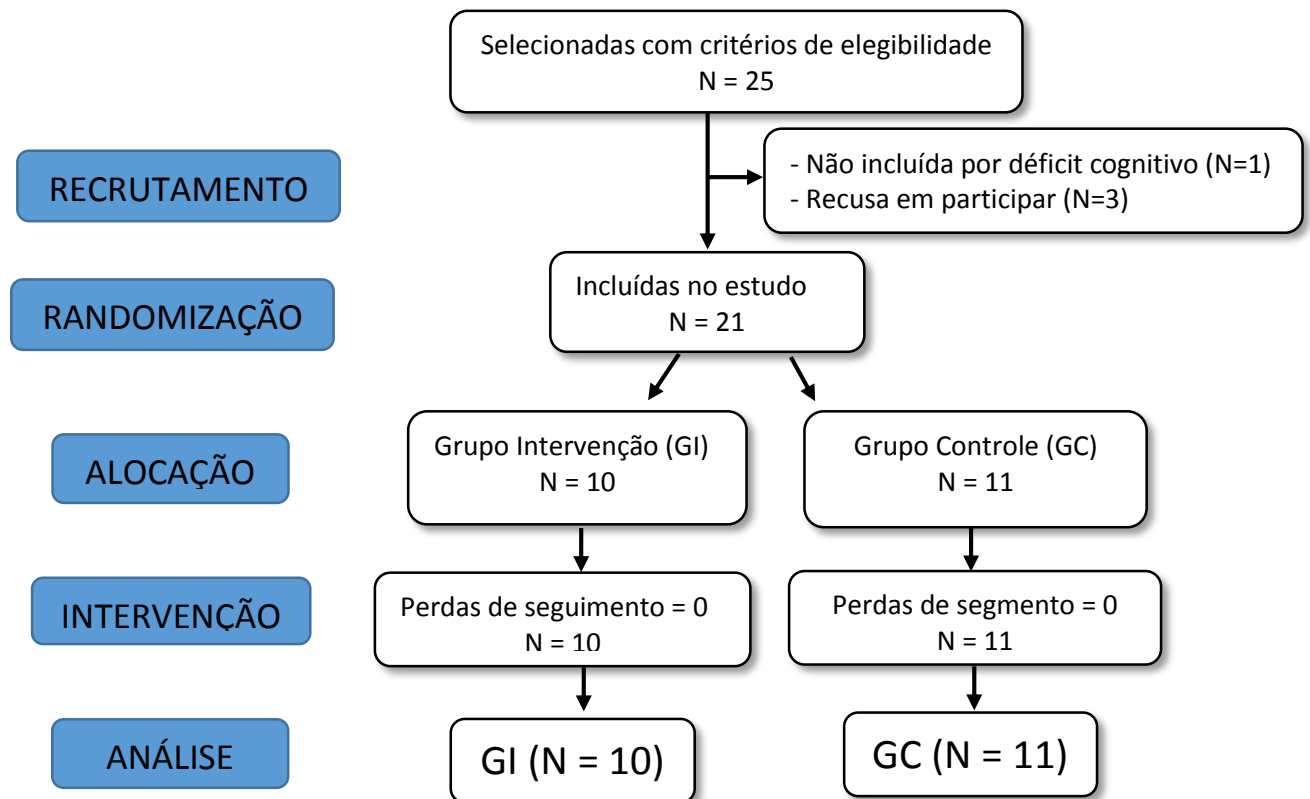 Selecionadas com critérios de elegibilidade
N = 25
RECRUTAMENTO
- Não incluída por déficit cognitivo (N=1)
- Recusa em participar (N=3)
RANDOMIZAÇÃO
Incluídas no estudo
N = 21
ALOCAÇÃO
Grupo Intervenção (GI)
N = 10
Grupo Controle (GC)
N = 11
INTERVENÇÃO
Perdas de seguimento = 0
N = 10
Perdas de segmento = 0
N = 11
ANÁLISE
GI (N = 10)
GC (N = 11)